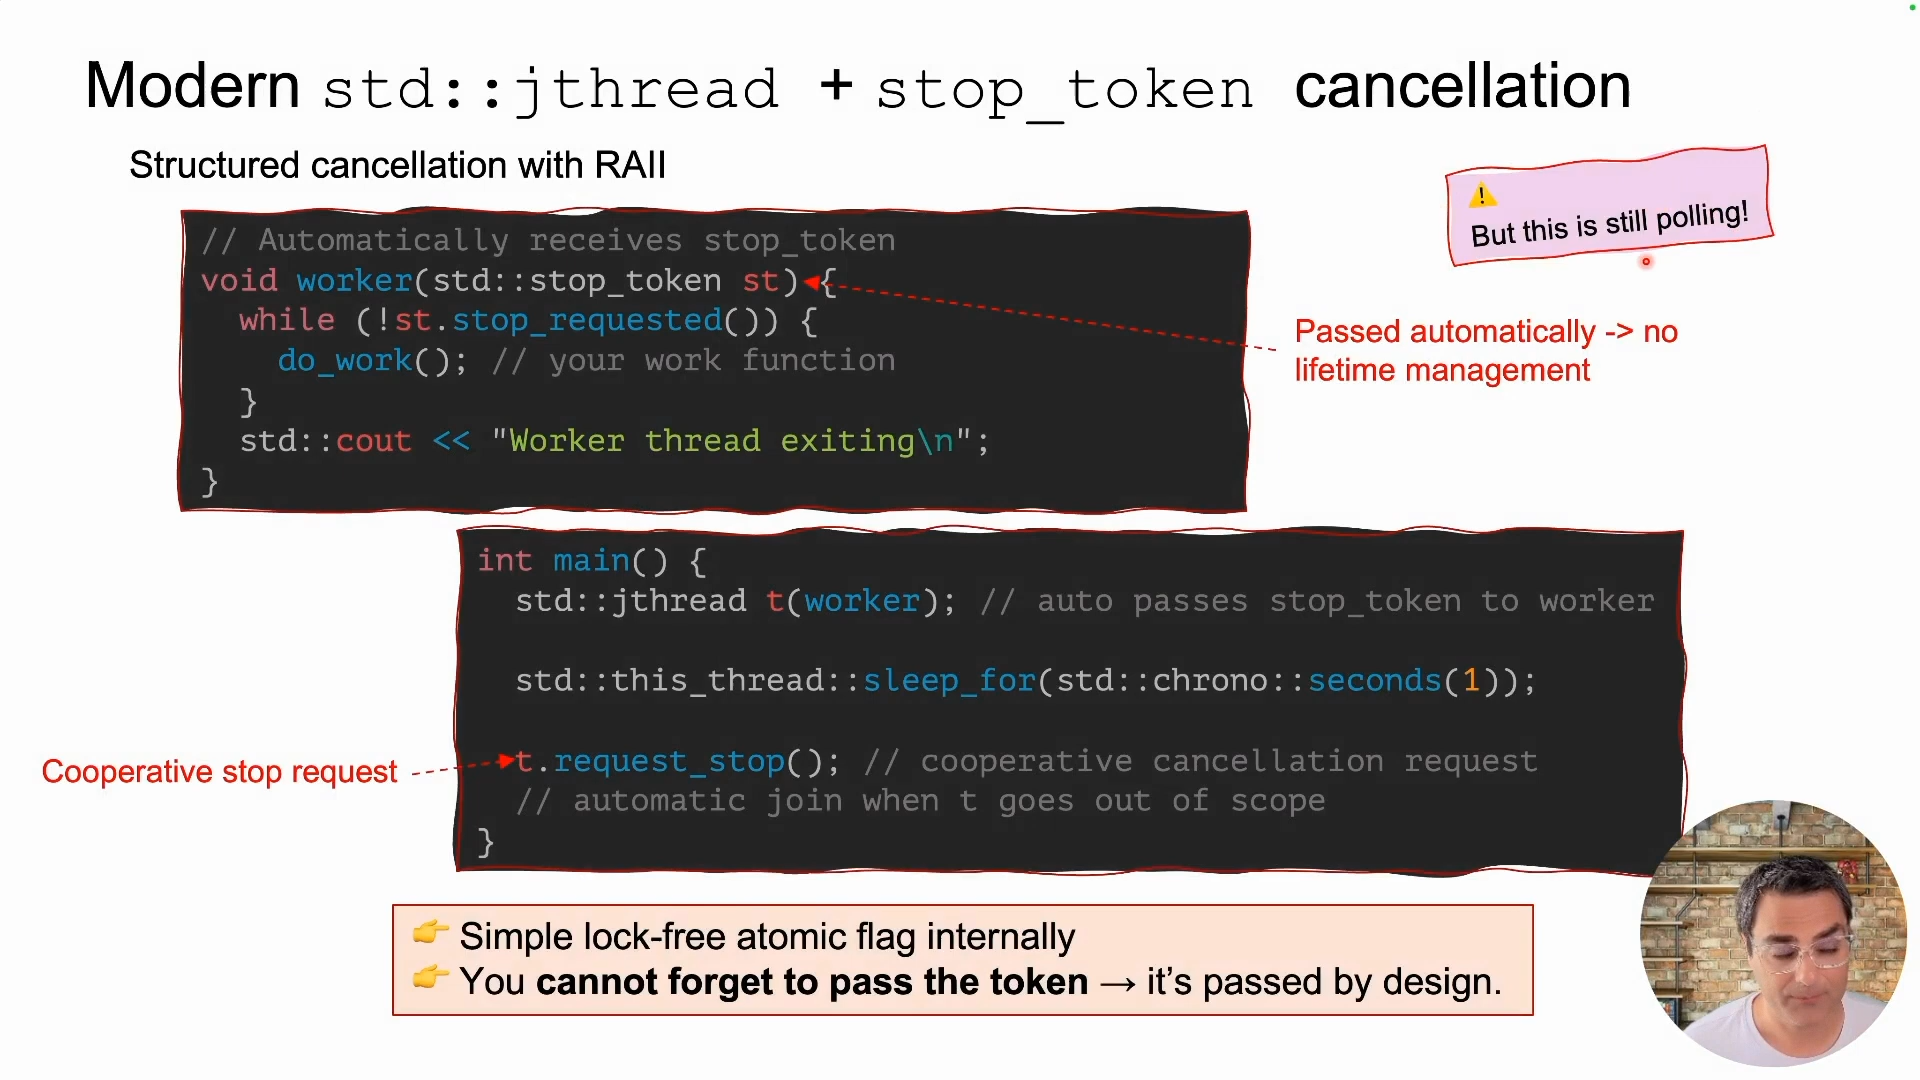 Modern std::jthread + stop_token cancellation
Structured cancellation with RAII
⚠️
But this is still polling!
// Automatically receives stop_token
void worker(std::stop_token st) {
  while (!st.stop_requested()) {
    do_work(); // your work function
  }
  std::cout << "Worker thread exiting\n";
}
Passed automatically -> no
lifetime management
int main() {
  std::jthread t(worker); // auto passes stop_token to worker
  std::this_thread::sleep_for(std::chrono::seconds(1));
  t.request_stop(); // cooperative cancellation request
  // automatic join when t goes out of scope
}
Cooperative stop request
👉 Simple lock-free atomic flag internally
👉 You cannot forget to pass the token → it’s passed by design.